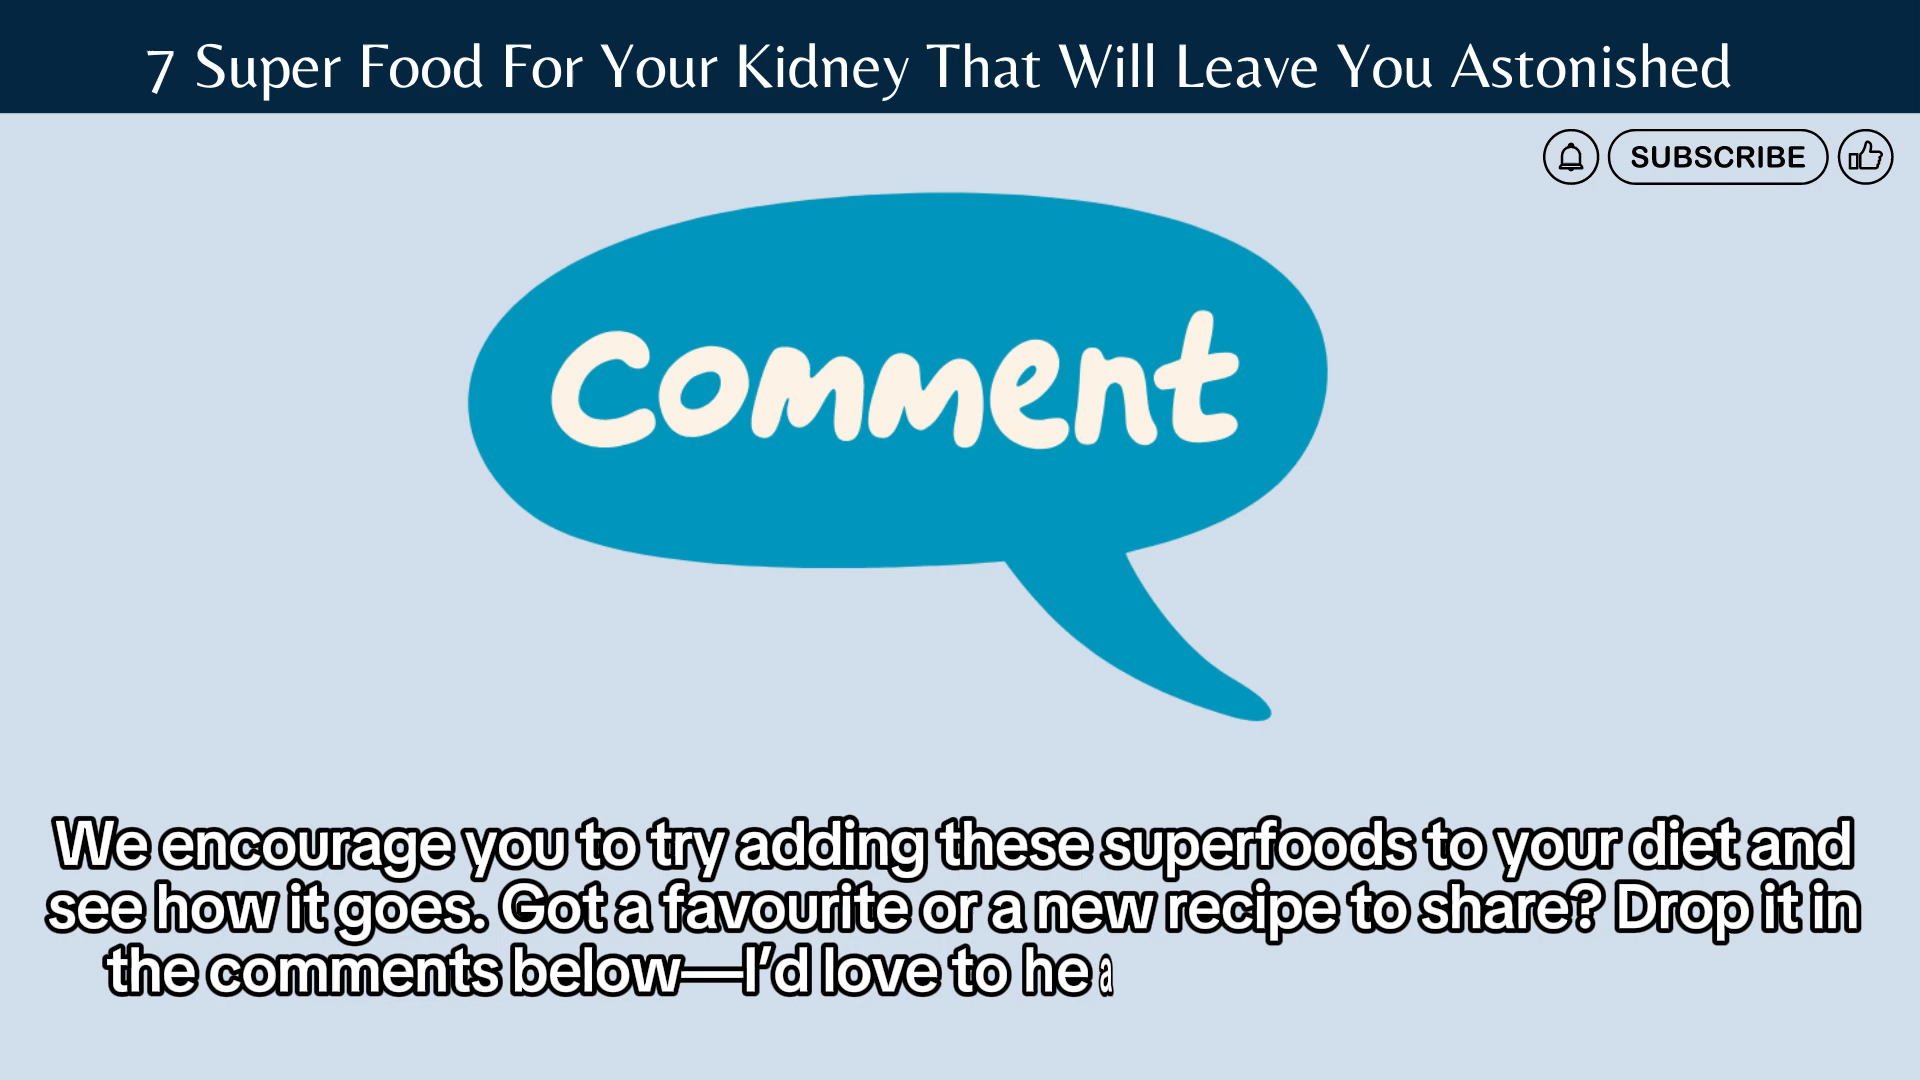 7 Super Food For Your Kidney That Will Leave You Astonished
SUBSCRIBE
comment
We encourage you to try adding these superfoods to your diet and
see how it goes. Got a favourite or a new recipe to share? Drop it in
the comments below—I’d love to he a